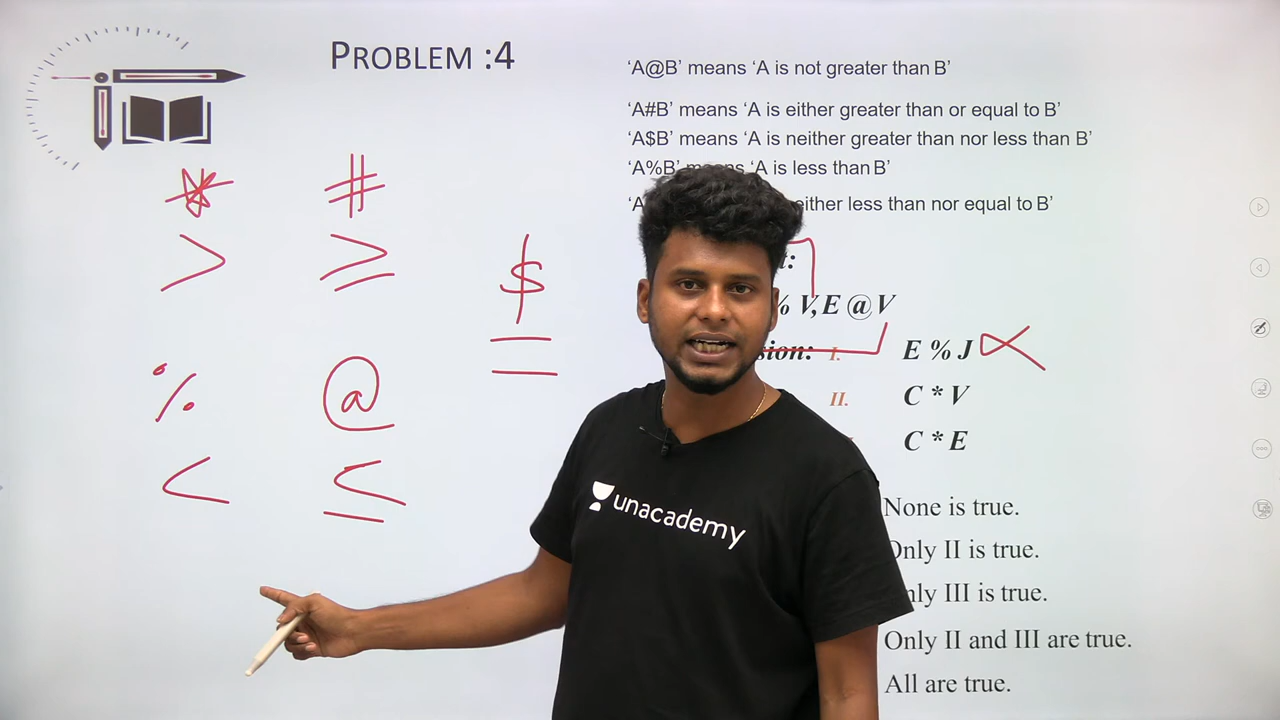 PROBLEM :4
‘A@B’ means ‘A is not greater than B’
‘A#B’ means ‘A is either greater than or equal to B’
‘A$B’ means ‘A is neither greater than nor less than B’
‘A%B’ means ‘A is less than B’
‘A either less than nor equal to B’
* #
> ≥
$
=
% @
< ≤
t:
% V, E @ V
sion: I. E % J
II. C * V
C * E
None is true.
Only II is true.
Only III is true.
Only II and III are true.
All are true.
unacademy